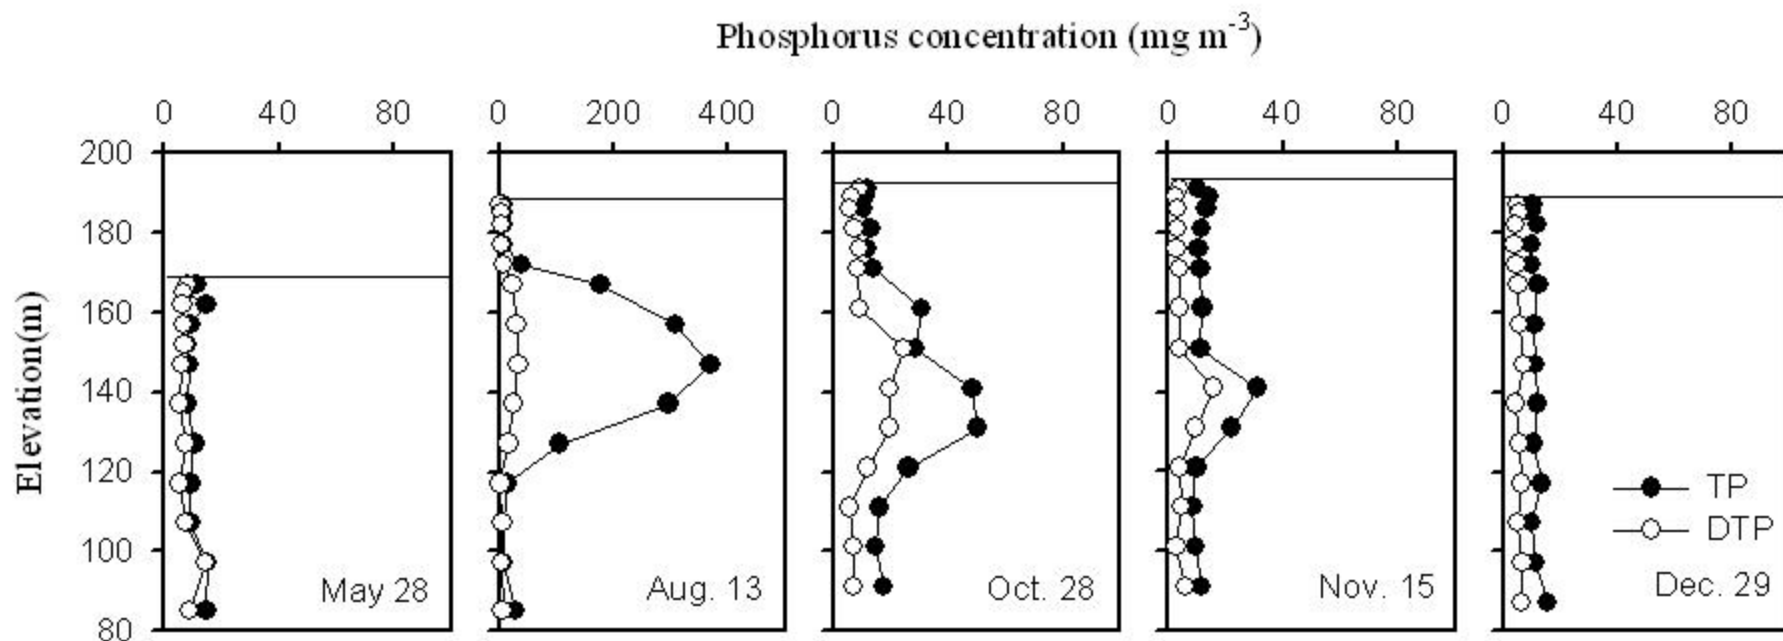 Phosphorus concentration (mg m-3)
0 40 80 0 200 400 0 40 80 0 40 80 0 40 80
200
180
160
140
120
100
80
Elevation(m)
TP
DTP
May 28 Aug. 13 Oct. 28 Nov. 15 Dec. 29